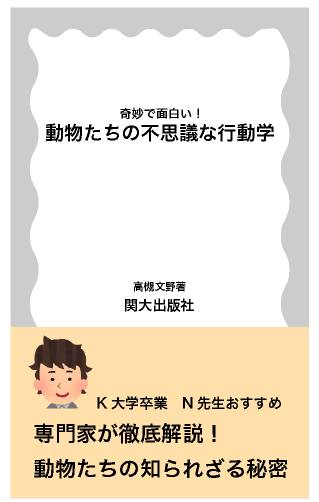 奇妙で面白い！
動物たちの不思議な行動学
高槻文野著
関大出版社
K大学卒業　N先生おすすめ
専門家が徹底解説！
動物たちの知られざる秘密